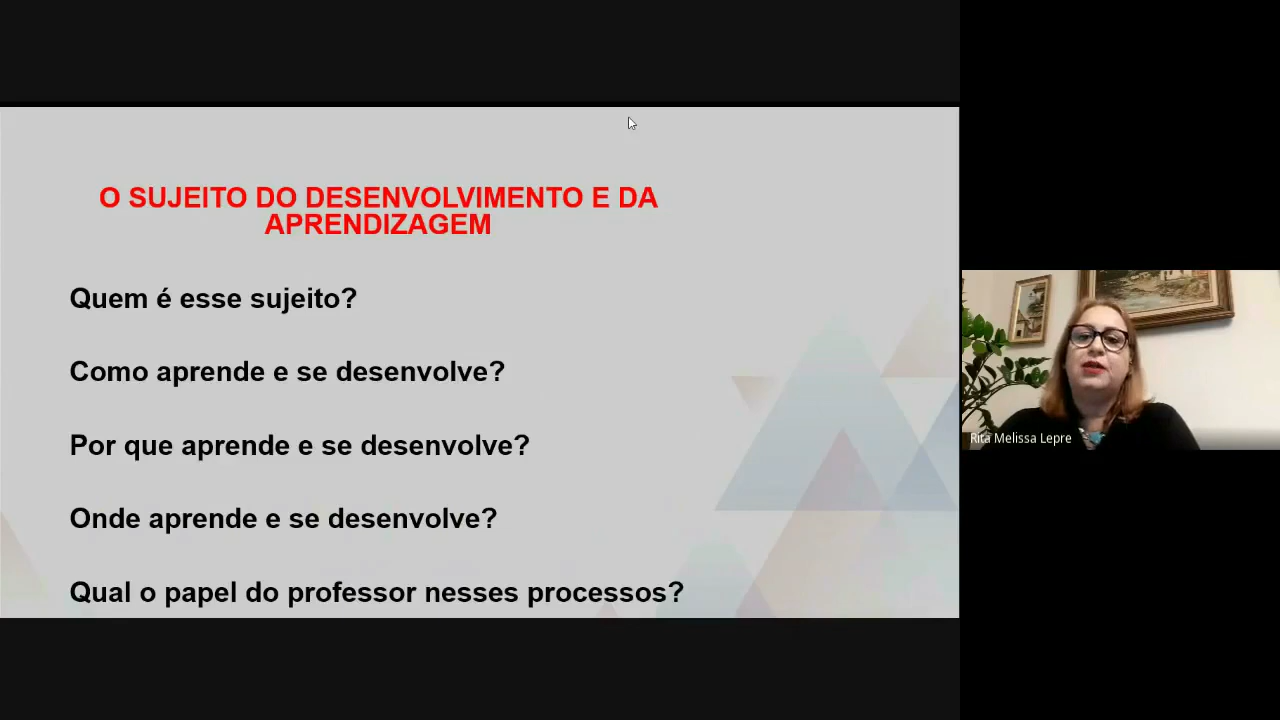 O SUJEITO DO DESENVOLVIMENTO E DA
APRENDIZAGEM
Quem é esse sujeito?
Como aprende e se desenvolve?
Por que aprende e se desenvolve?
Onde aprende e se desenvolve?
Qual o papel do professor nesses processos?
Rita Melissa Lepre